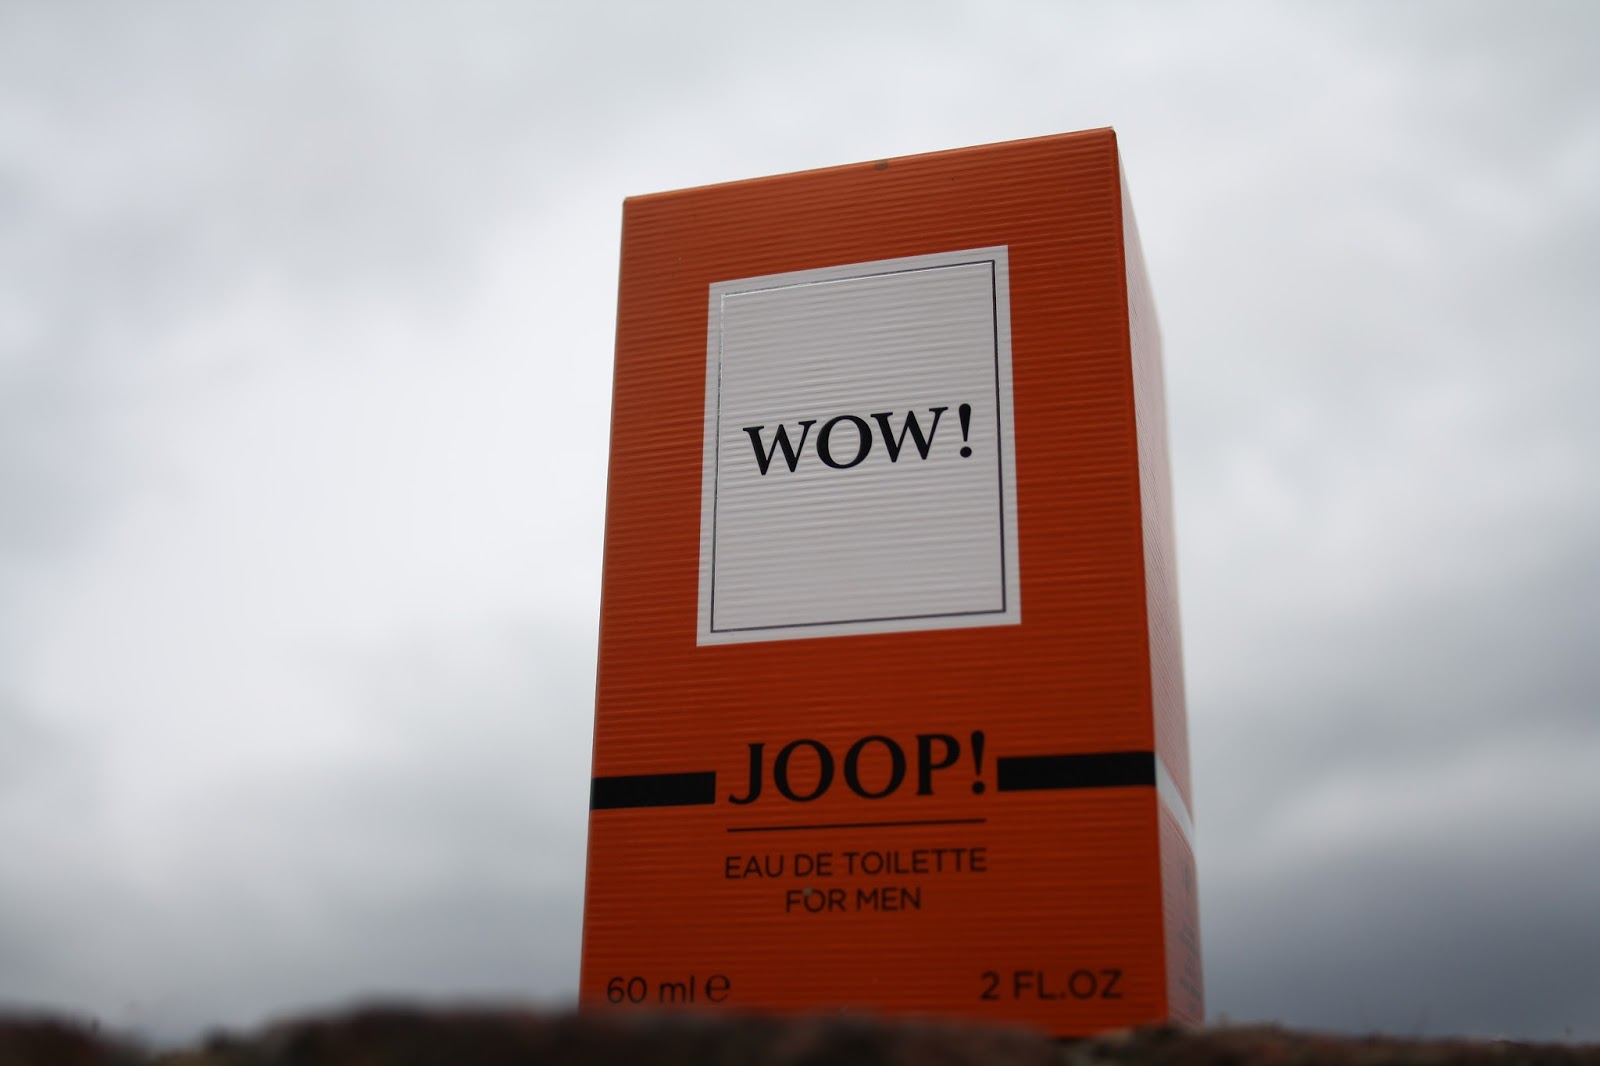 WOW!
JOOP!
EAU DE TOILETTE
FOR MEN
60 ml ℮
2 FL.OZ